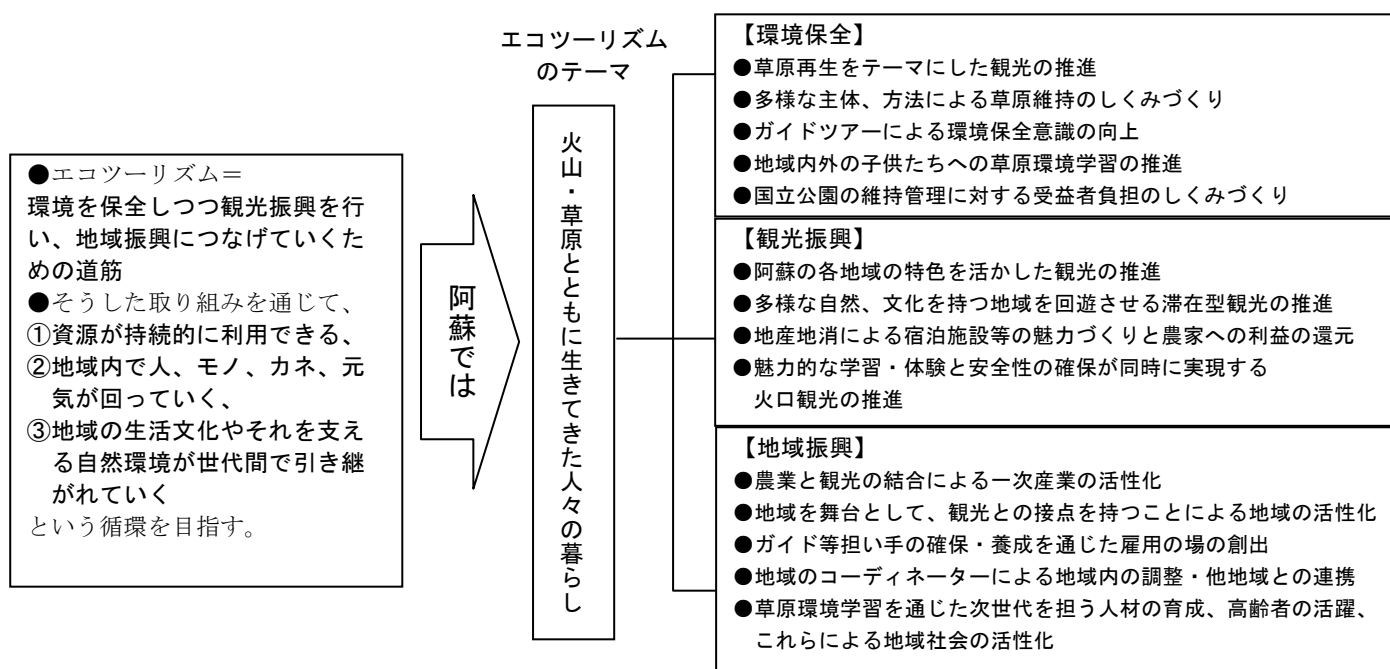 ●エコツーリズム＝
環境を保全しつつ観光振興を行
い、地域振興につなげていくた
めの道筋
●そうした取り組みを通じて、
①資源が持続的に利用できる、
②地域内で人、モノ、カネ、元
気が回っていく、
③地域の生活文化やそれを支え
る自然環境が世代間で引き継
がれていく
という循環を目指す。
阿蘇では
エコツーリズム
のテーマ
火山・草原とともに生きてきた人々の暮らし
【環境保全】
●草原再生をテーマにした観光の推進
●多様な主体、方法による草原維持のしくみづくり
●ガイドツアーによる環境保全意識の向上
●地域内外の子供たちへの草原環境学習の推進
●国立公園の維持管理に対する受益者負担のしくみづくり
【観光振興】
●阿蘇の各地域の特色を活かした観光の推進
●多様な自然、文化を持つ地域を回遊させる滞在型観光の推進
●地産地消による宿泊施設等の魅力づくりと農家への利益の還元
●魅力的な学習・体験と安全性の確保が同時に実現する
火口観光の推進
【地域振興】
●農業と観光の結合による一次産業の活性化
●地域を舞台として、観光との接点を持つことによる地域の活性化
●ガイド等担い手の確保・養成を通じた雇用の場の創出
●地域のコーディネーターによる地域内の調整・他地域との連携
●草原環境学習を通じた次世代を担う人材の育成、高齢者の活躍、
これらによる地域社会の活性化